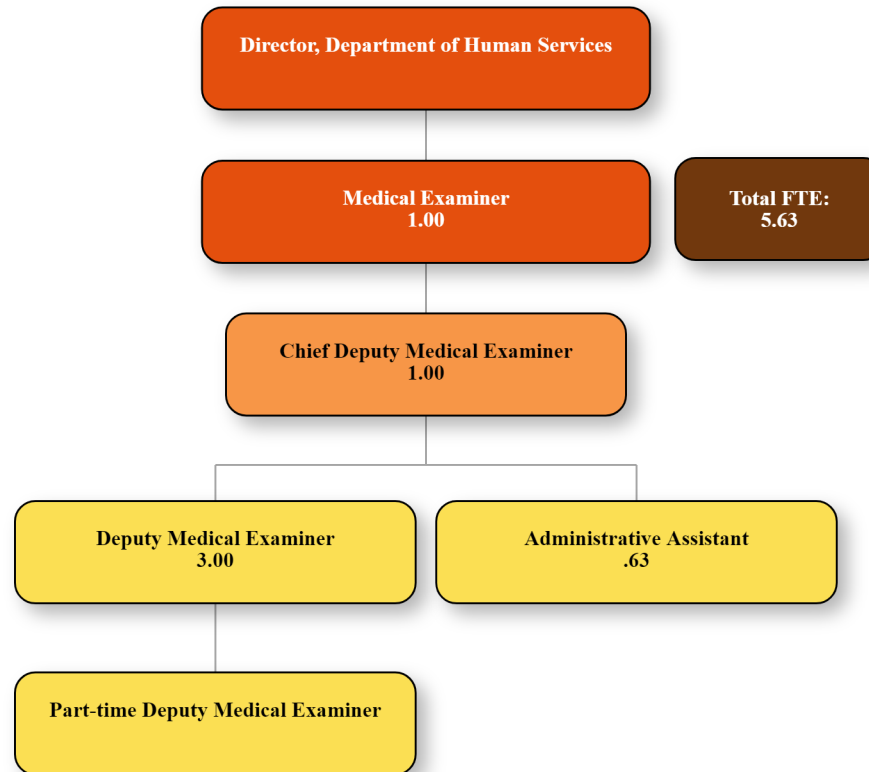 Director, Department of Human Services
Medical Examiner
1.00
Total FTE:
5.63
Chief Deputy Medical Examiner
1.00
Deputy Medical Examiner
3.00
Administrative Assistant
.63
Part-time Deputy Medical Examiner